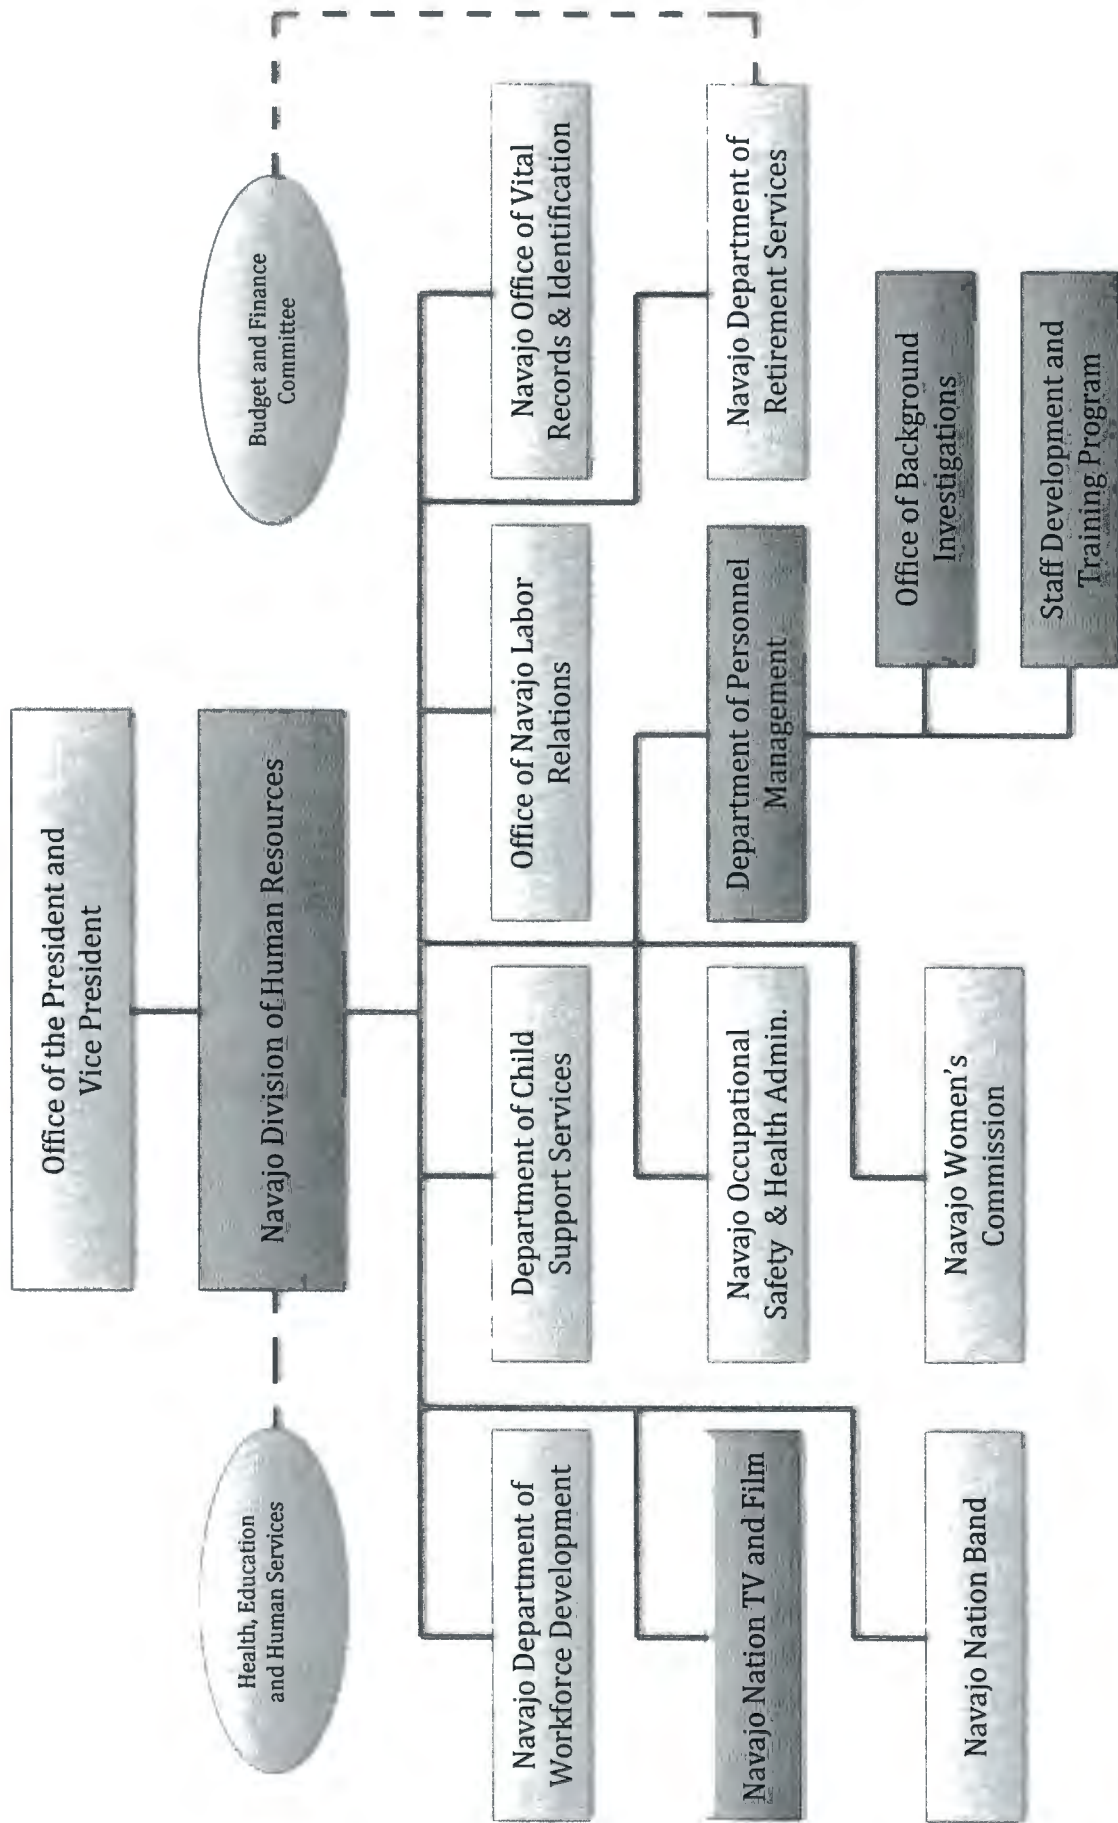 Office of the President and
Vice President
Health, Education
and Human Services
Navajo Division of Human Resources
Budget and Finance
Committee
Navajo Department of
Workforce Development
Department of Child
Support Services
Office of Navajo Labor
Relations
Navajo Office of Vital
Records & Identification
Navajo Nation TV and Film
Navajo Occupational
Safety & Health Admin.
Department of Personnel
Management
Navajo Department of
Retirement Services
Navajo Nation Band
Navajo Women's
Commission
Office of Background
Investigations
Staff Development and
Training Program